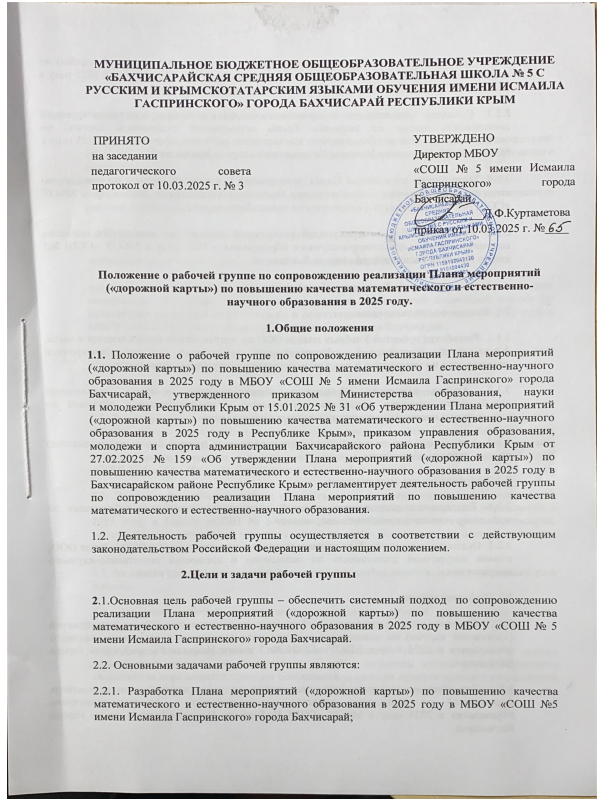 МУНИЦИПАЛЬНОЕ БЮДЖЕТНОЕ ОБЩЕОБРАЗОВАТЕЛЬНОЕ УЧРЕЖДЕНИЕ
«БАХЧИСАРАЙСКАЯ СРЕДНЯЯ ОБЩЕОБРАЗОВАТЕЛЬНАЯ ШКОЛА № 5 С
РУССКИМ И КРЫМСКОТАТАРСКИМ ЯЗЫКАМИ ОБУЧЕНИЯ ИМЕНИ ИСМАИЛА
ГАСПРИНСКОГО» ГОРОДА БАХЧИСАРАЙ РЕСПУБЛИКИ КРЫМ
ПРИНЯТО
на заседании
педагогического совета
протокол от 10.03.2025 г. № 3
УТВЕРЖДЕНО
Директор МБОУ
«СОШ № 5 имени Исмаила
Гаспринского» города
Бахчисарай
Л.Ф.Куртаметова
приказ от 10.03.2025 г. № 65
Положение о рабочей группе по сопровождению реализации Плана мероприятий
(«дорожной карты») по повышению качества математического и естественно-
научного образования в 2025 году.
1.Общие положения
1.1. Положение о рабочей группе по сопровождению реализации Плана мероприятий
(«дорожной карты») по повышению качества математического и естественно-научного
образования в 2025 году в МБОУ «СОШ № 5 имени Исмаила Гаспринского» города
Бахчисарай, утвержденного приказом Министерства образования, науки
и молодежи Республики Крым от 15.01.2025 № 31 «Об утверждении Плана мероприятий
(«дорожной карты») по повышению качества математического и естественно-научного
образования в 2025 году в Республике Крым», приказом управления образования,
молодежи и спорта администрации Бахчисарайского района Республики Крым от
27.02.2025 № 159 «Об утверждении Плана мероприятий («дорожной карты») по
повышению качества математического и естественно-научного образования в 2025 году в
Бахчисарайском районе Республике Крым» регламентирует деятельность рабочей группы
по сопровождению реализации Плана мероприятий по повышению качества
математического и естественно-научного образования.
1.2. Деятельность рабочей группы осуществляется в соответствии с действующим
законодательством Российской Федерации и настоящим положением.
2.Цели и задачи рабочей группы
2.1.Основная цель рабочей группы – обеспечить системный подход по сопровождению
реализации Плана мероприятий («дорожной карты») по повышению качества
математического и естественно-научного образования в 2025 году в МБОУ «СОШ № 5
имени Исмаила Гаспринского» города Бахчисарай.
2.2. Основными задачами рабочей группы являются:
2.2.1. Разработка Плана мероприятий («дорожной карты») по повышению качества
математического и естественно-научного образования в 2025 году в МБОУ «СОШ №5
имени Исмаила Гаспринского» города Бахчисарай;